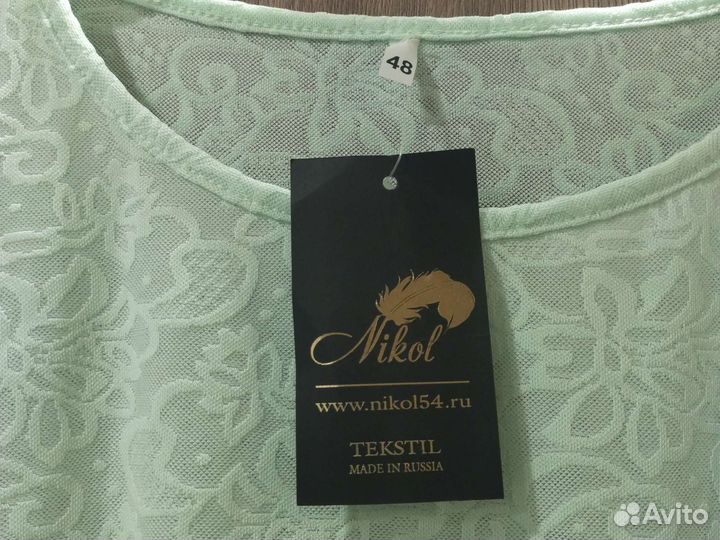 48
Nikol
www.nikol54.ru
TEKSTIL
MADE IN RUSSIA
Avito